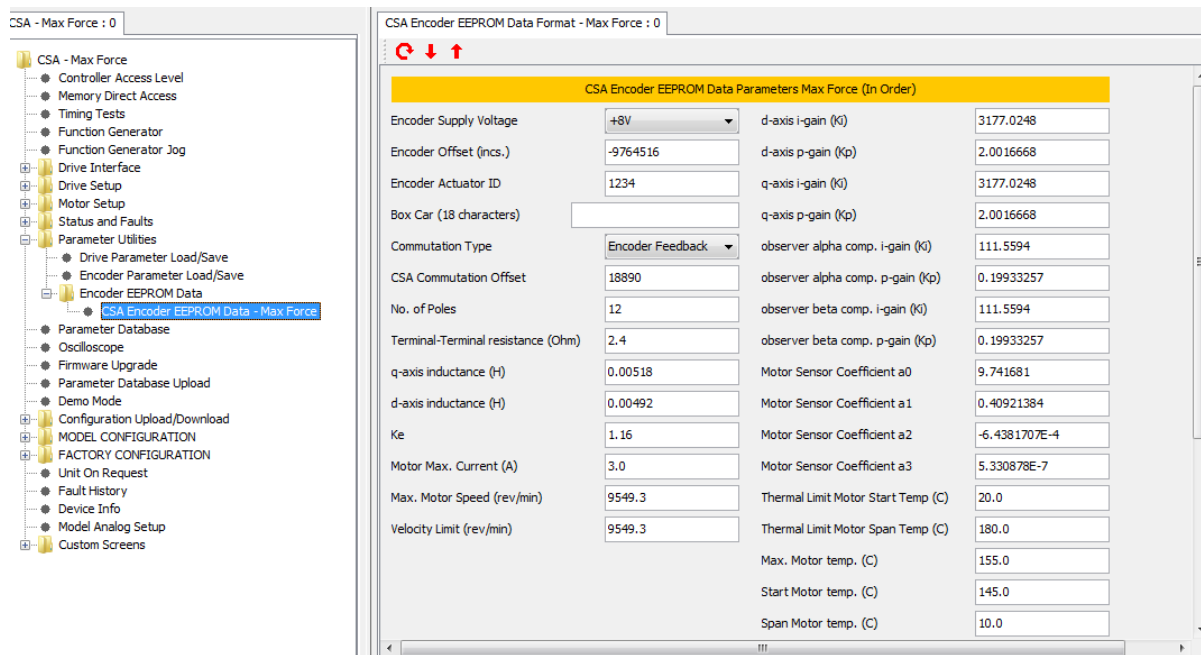 CSA - Max Force : 0
CSA - Max Force
Controller Access Level
Memory Direct Access
Timing Tests
Function Generator
Function Generator Jog
Drive Interface
Drive Setup
Motor Setup
Status and Faults
Parameter Utilities
Drive Parameter Load/Save
Encoder Parameter Load/Save
Encoder EEPROM Data
CSA Encoder EEPROM Data - Max Force
Parameter Database
Oscilloscope
Firmware Upgrade
Parameter Database Upload
Demo Mode
Configuration Upload/Download
MODEL CONFIGURATION
FACTORY CONFIGURATION
Unit On Request
Fault History
Device Info
Model Analog Setup
Custom Screens
CSA Encoder EEPROM Data Format - Max Force : 0
CSA Encoder EEPROM Data Parameters Max Force (In Order)
Encoder Supply Voltage +8V d-axis i-gain (Ki) 3177.0248
Encoder Offset (incs.) -9764516 d-axis p-gain (Kp) 2.0016668
Encoder Actuator ID 1234 q-axis i-gain (Ki) 3177.0248
Box Car (18 characters) q-axis p-gain (Kp) 2.0016668
Commutation Type Encoder Feedback observer alpha comp. i-gain (Ki) 111.5594
CSA Commutation Offset 18890 observer alpha comp. p-gain (Kp) 0.19933257
No. of Poles 12 observer beta comp. i-gain (Ki) 111.5594
Terminal-Terminal resistance (Ohm) 2.4 observer beta comp. p-gain (Kp) 0.19933257
q-axis inductance (H) 0.00518 Motor Sensor Coefficient a0 9.741681
d-axis inductance (H) 0.00492 Motor Sensor Coefficient a1 0.40921384
Ke 1.16 Motor Sensor Coefficient a2 -6.4381707E-4
Motor Max. Current (A) 3.0 Motor Sensor Coefficient a3 5.330878E-7
Max. Motor Speed (rev/min) 9549.3 Thermal Limit Motor Start Temp (C) 20.0
Velocity Limit (rev/min) 9549.3 Thermal Limit Motor Span Temp (C) 180.0
Max. Motor temp. (C) 155.0
Start Motor temp. (C) 145.0
Span Motor temp. (C) 10.0